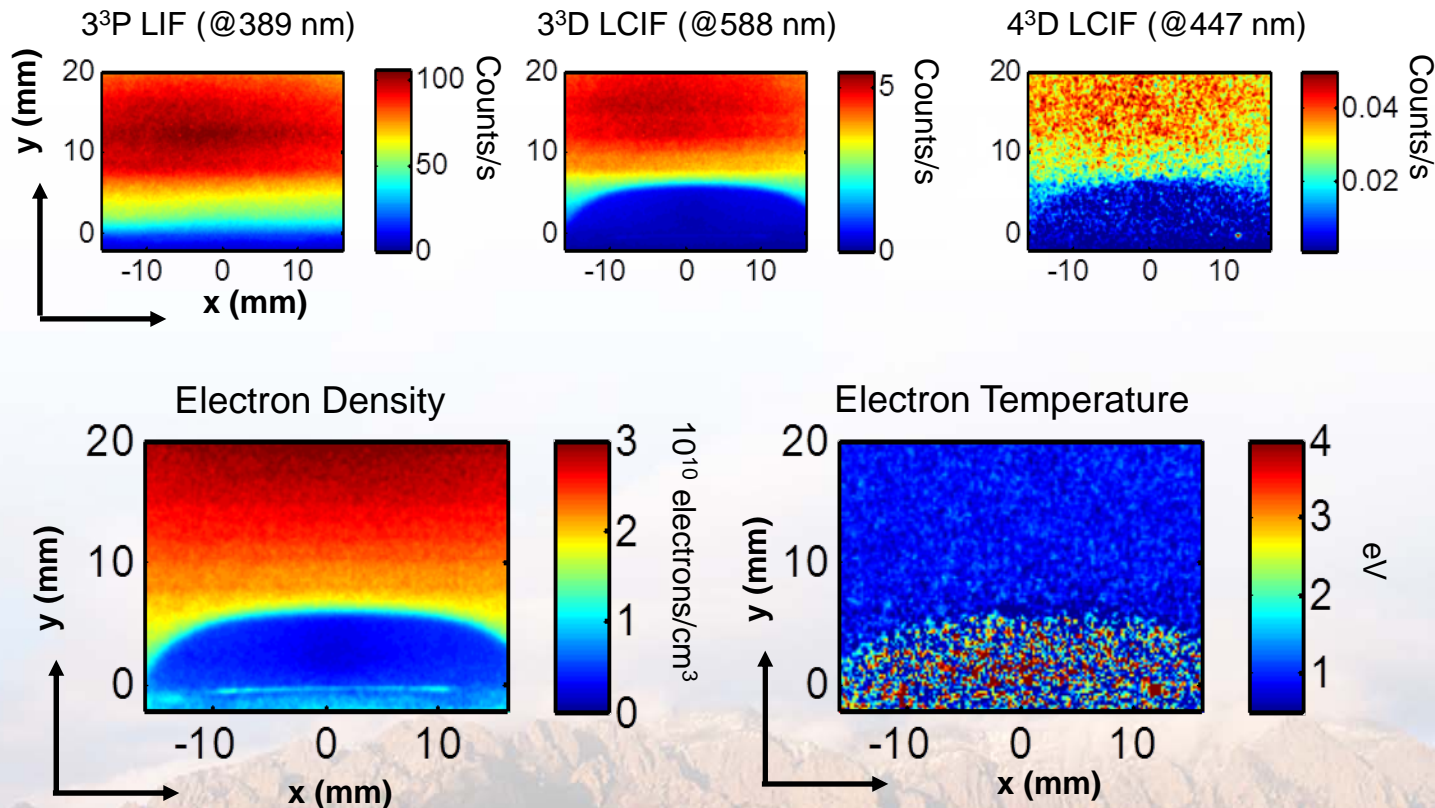 3³P LIF (@389 nm)
3³D LCIF (@588 nm)
4³D LCIF (@447 nm)
y (mm)
20
10
0
-10 0 10
x (mm)
100
50
0
Counts/s
20
10
0
-10 0 10
5
0
Counts/s
20
10
0
-10 0 10
0.04
0.02
Counts/s
Electron Density
y (mm)
20
10
0
-10 0 10
x (mm)
3
2
1
0
10¹⁰ electrons/cm³
Electron Temperature
y (mm)
20
10
0
-10 0 10
x (mm)
4
3
2
1
eV